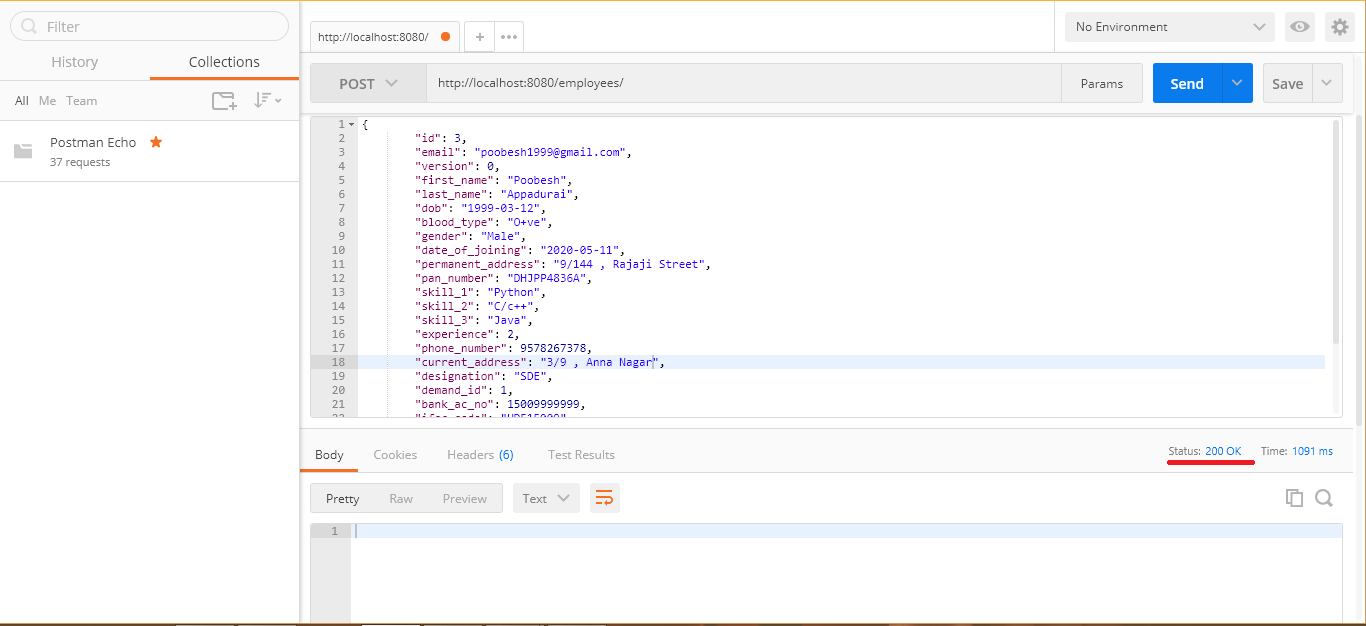 Filter
History Collections
All Me Team
Postman Echo
37 requests
http://localhost:8080/ + •••
No Environment
POST http://localhost:8080/employees/ Params Send Save
1 {
2 "id": 3,
3 "email": "poobesh1999@gmail.com",
4 "version": 0,
5 "first_name": "Poobesh",
6 "last_name": "Appadurai",
7 "dob": "1999-03-12",
8 "blood_type": "O+ve",
9 "gender": "Male",
10 "date_of_joining": "2020-05-11",
11 "permanent_address": "9/144 , Rajaji Street",
12 "pan_number": "DHJPP4836A",
13 "skill_1": "Python",
14 "skill_2": "C/c++",
15 "skill_3": "Java",
16 "experience": 2,
17 "phone_number": 9578267378,
18 "current_address": "3/9 , Anna Nagar",
19 "designation": "SDE",
20 "demand_id": 1,
21 "bank_ac_no": 15009999999,
Body Cookies Headers (6) Test Results Status: 200 OK Time: 1091 ms
Pretty Raw Preview Text
1